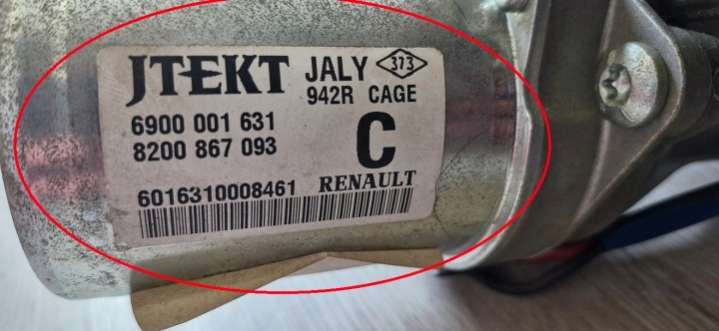 JTEKT JALY 373
942R CAGE
6900 001 631
8200 867 093
C
6016310008461 RENAULT